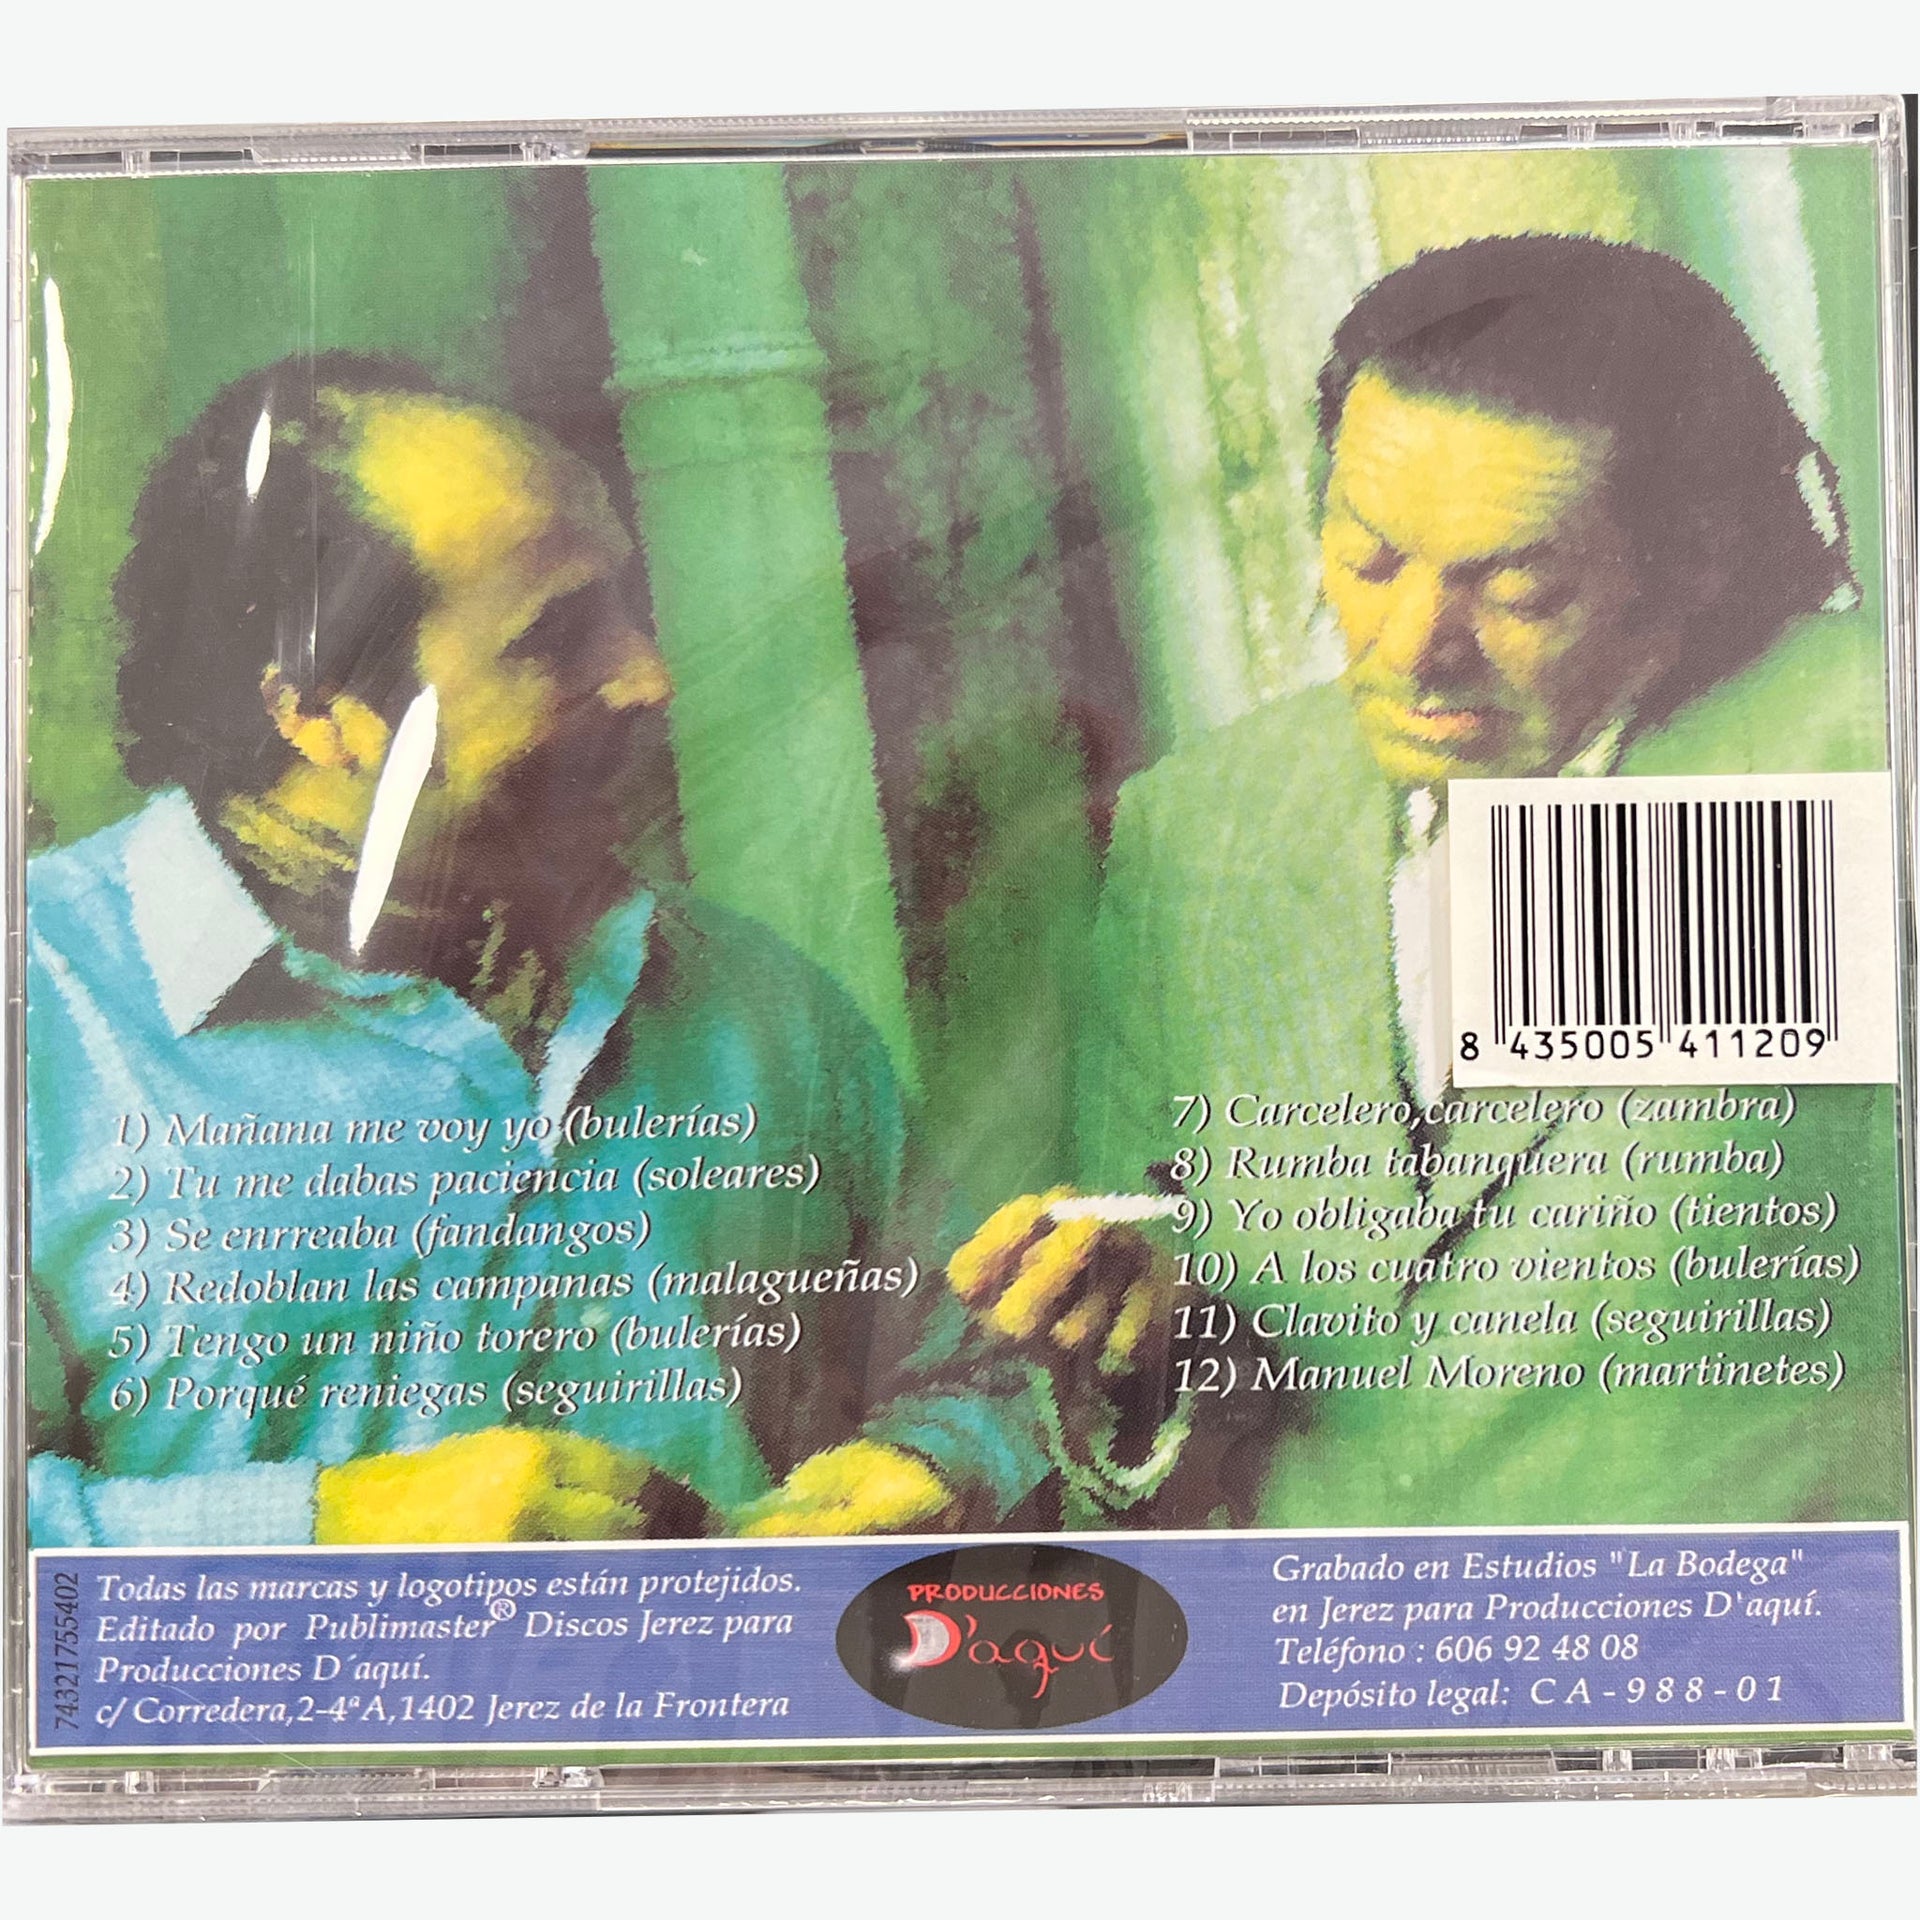 1) Mañana me voy yo (bulerías)
2) Tu me dabas paciencia (soleares)
3) Se enrreaba (fandangos)
4) Redoblan las campanas (malagueñas)
5) Tengo un niño torero (bulerías)
6) Porqué reniegas (seguirillas)
7) Carcelero,carcelero (zambra)
8) Rumba tabanquera (rumba)
9) Yo obligaba tu cariño (tientos)
10) A los cuatro vientos (bulerías)
11) Clavito y canela (seguirillas)
12) Manuel Moreno (martinetes)
8 435005 411209
74321755402
Todas las marcas y logotipos están protejidos.
Editado por Publimaster® Discos Jerez para
Producciones D´aquí.
c/ Corredera,2-4ªA,1402 Jerez de la Frontera
PRODUCCIONES
D'aquí
Grabado en Estudios "La Bodega"
en Jerez para Producciones D'aquí.
Teléfono : 606 92 48 08
Depósito legal: CA-988-01